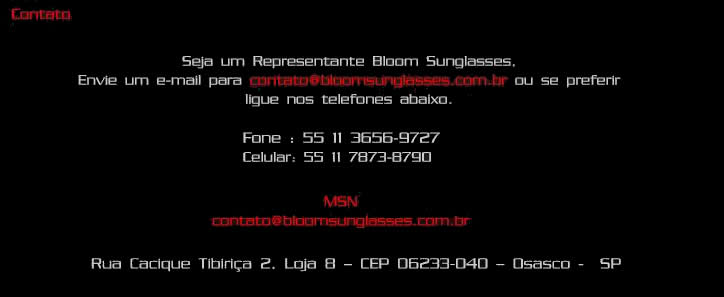 Contato
Seja um Representante Bloom Sunglasses,
Envie um e-mail para contato@bloomsunglasses.com.br ou se preferir
ligue nos telefones abaixo.
Fone : 55 11 3656-9727
Celular: 55 11 7873-8790
MSN
contato@bloomsunglasses.com.br
Rua Cacique Tibiriça 2, Loja 8 – CEP 06233-040 – Osasco - SP